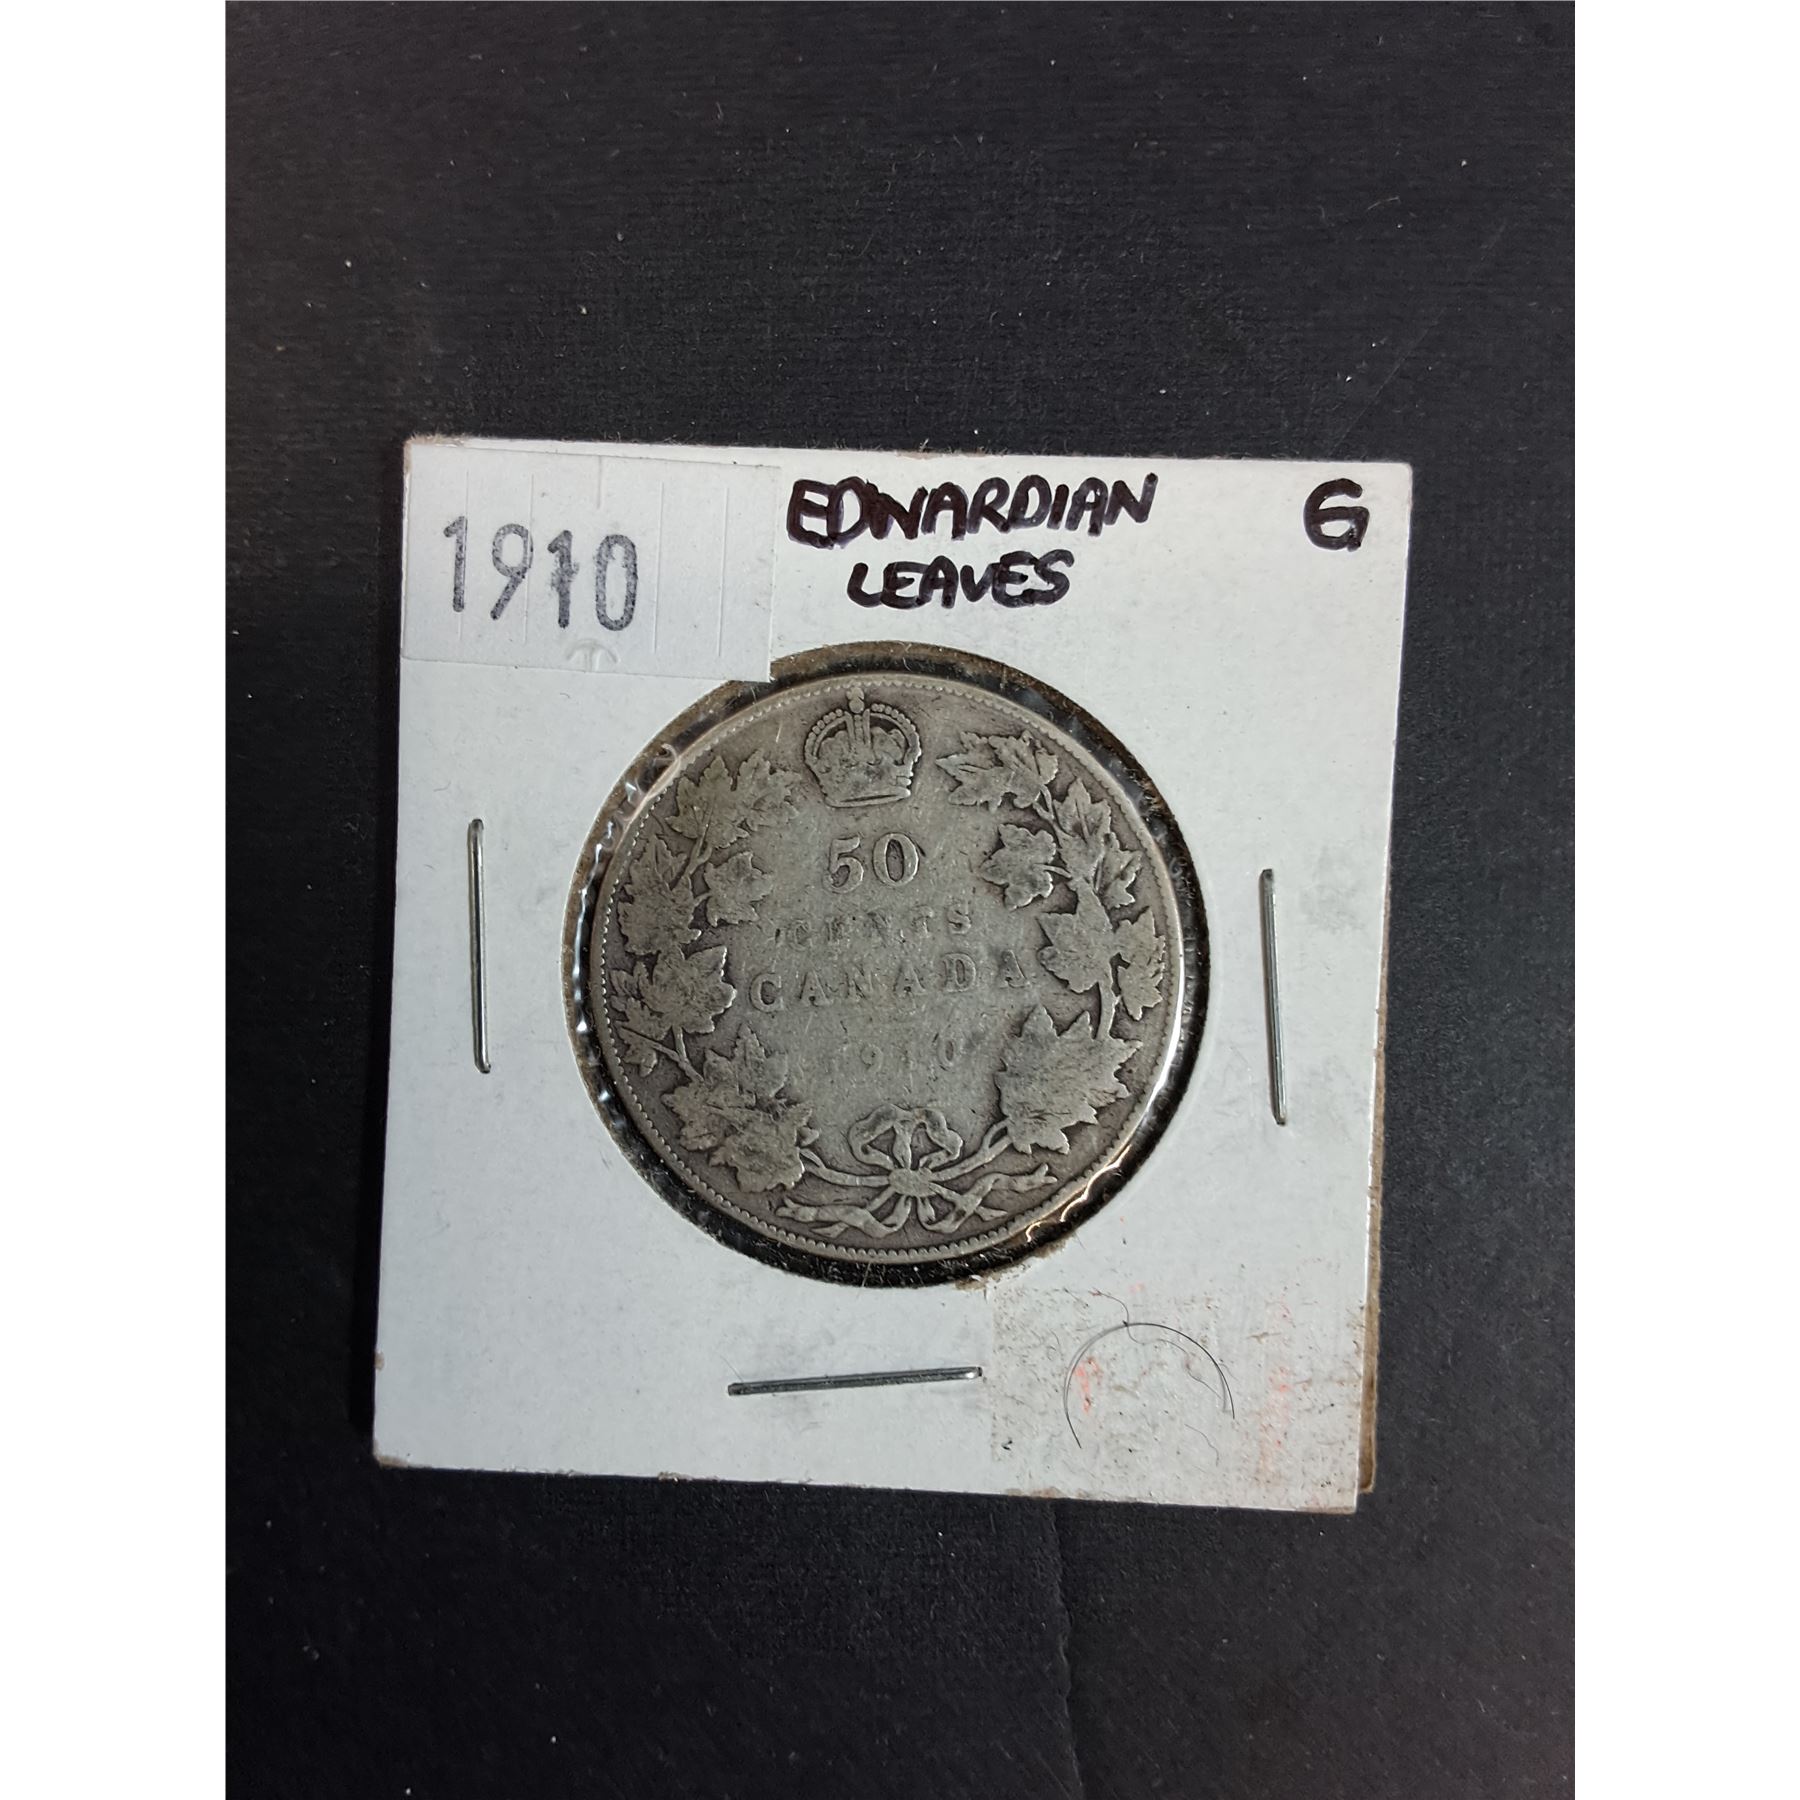 1910
EDWARDIAN
LEAVES
G
50
CENTS
CANADA
1910